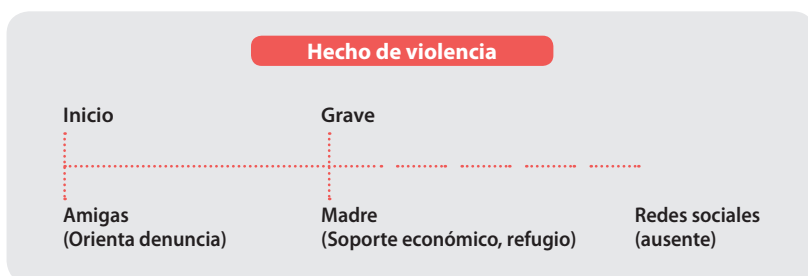 Hecho de violencia
Inicio
Grave
Amigas
(Orienta denuncia)
Madre
(Soporte económico, refugio)
Redes sociales
(ausente)